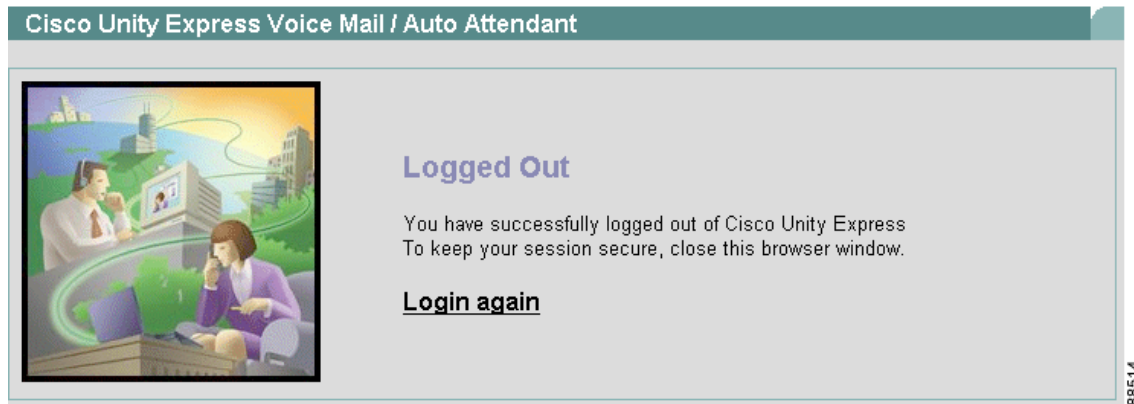 Cisco Unity Express Voice Mail / Auto Attendant
Logged Out
You have successfully logged out of Cisco Unity Express
To keep your session secure, close this browser window.
Login again
88514